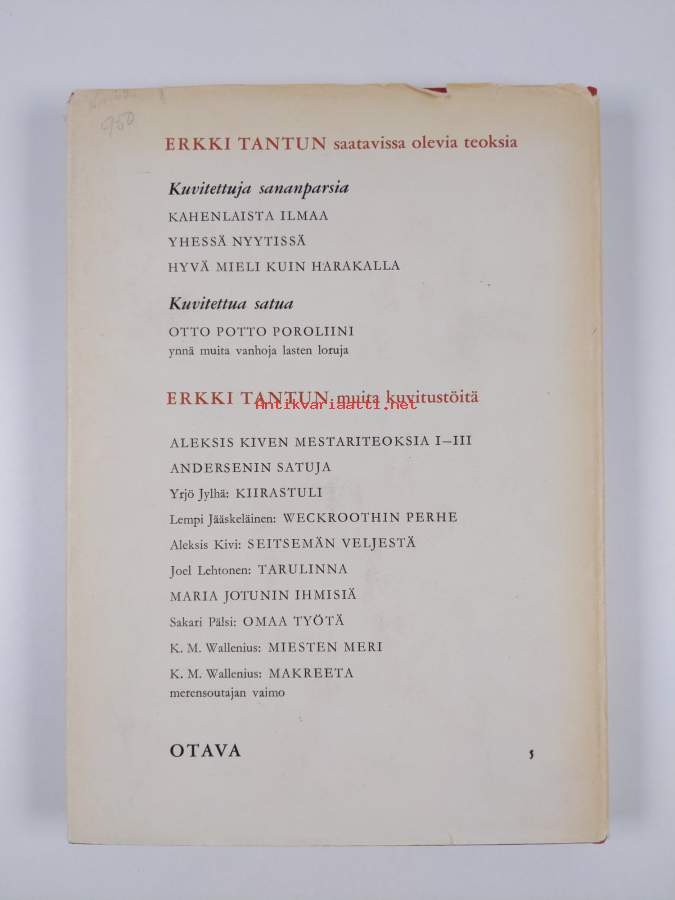 950
ERKKI TANTUN saatavissa olevia teoksia
Kuvitettuja sananparsia
KAHENLAISTA ILMAA
YHESSÄ NYYTISSÄ
HYVÄ MIELI KUIN HARAKALLA
Kuvitettua satua
OTTO POTTO POROLIINI
ynnä muita vanhoja lasten loruja
ERKKI TANTUN muita kuvitustöitä
Antikvariaatti.net
ALEKSIS KIVEN MESTARITEOKSIA I–III
ANDERSENIN SATUJA
Yrjö Jylhä: KIIRASTULI
Lempi Jääskeläinen: WECKROOTHIN PERHE
Aleksis Kivi: SEITSEMÄN VELJESTÄ
Joel Lehtonen: TARULINNA
MARIA JOTUNIN IHMISIÄ
Sakari Pälsi: OMAA TYÖTÄ
K. M. Wallenius: MIESTEN MERI
K. M. Wallenius: MAKREETA
merensoutajan vaimo
OTAVA 5